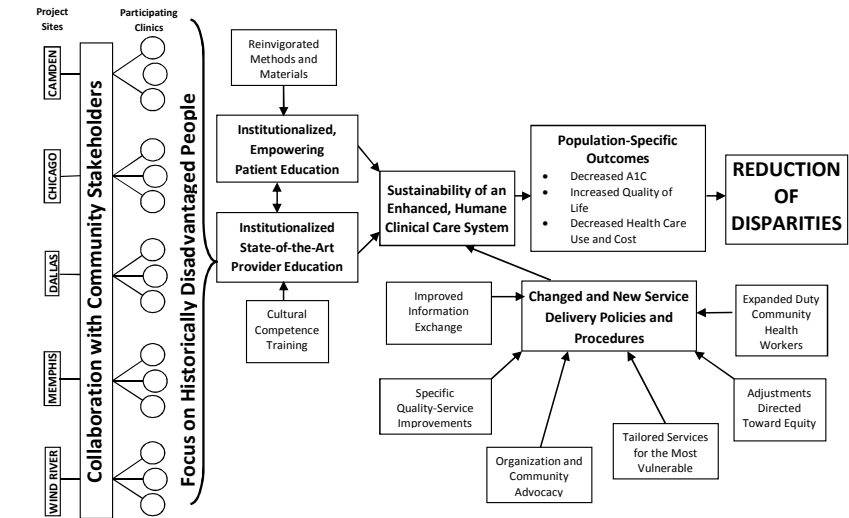 Project
Sites
Participating
Clinics
CAMDEN
CHICAGO
DALLAS
MEMPHIS
WIND RIVER
Collaboration with Community Stakeholders
Focus on Historically Disadvantaged People
Reinvigorated
Methods and
Materials
Institutionalized,
Empowering
Patient Education
Institutionalized
State-of-the-Art
Provider Education
Cultural
Competence
Training
Sustainability of an
Enhanced, Humane
Clinical Care System
Population-Specific
Outcomes
• Decreased A1C
• Increased Quality of
Life
• Decreased Health Care
Use and Cost
REDUCTION
OF
DISPARITIES
Improved
Information
Exchange
Changed and New Service
Delivery Policies and
Procedures
Expanded Duty
Community
Health
Workers
Specific
Quality-Service
Improvements
Organization and
Community
Advocacy
Tailored Services
for the Most
Vulnerable
Adjustments
Directed
Toward Equity